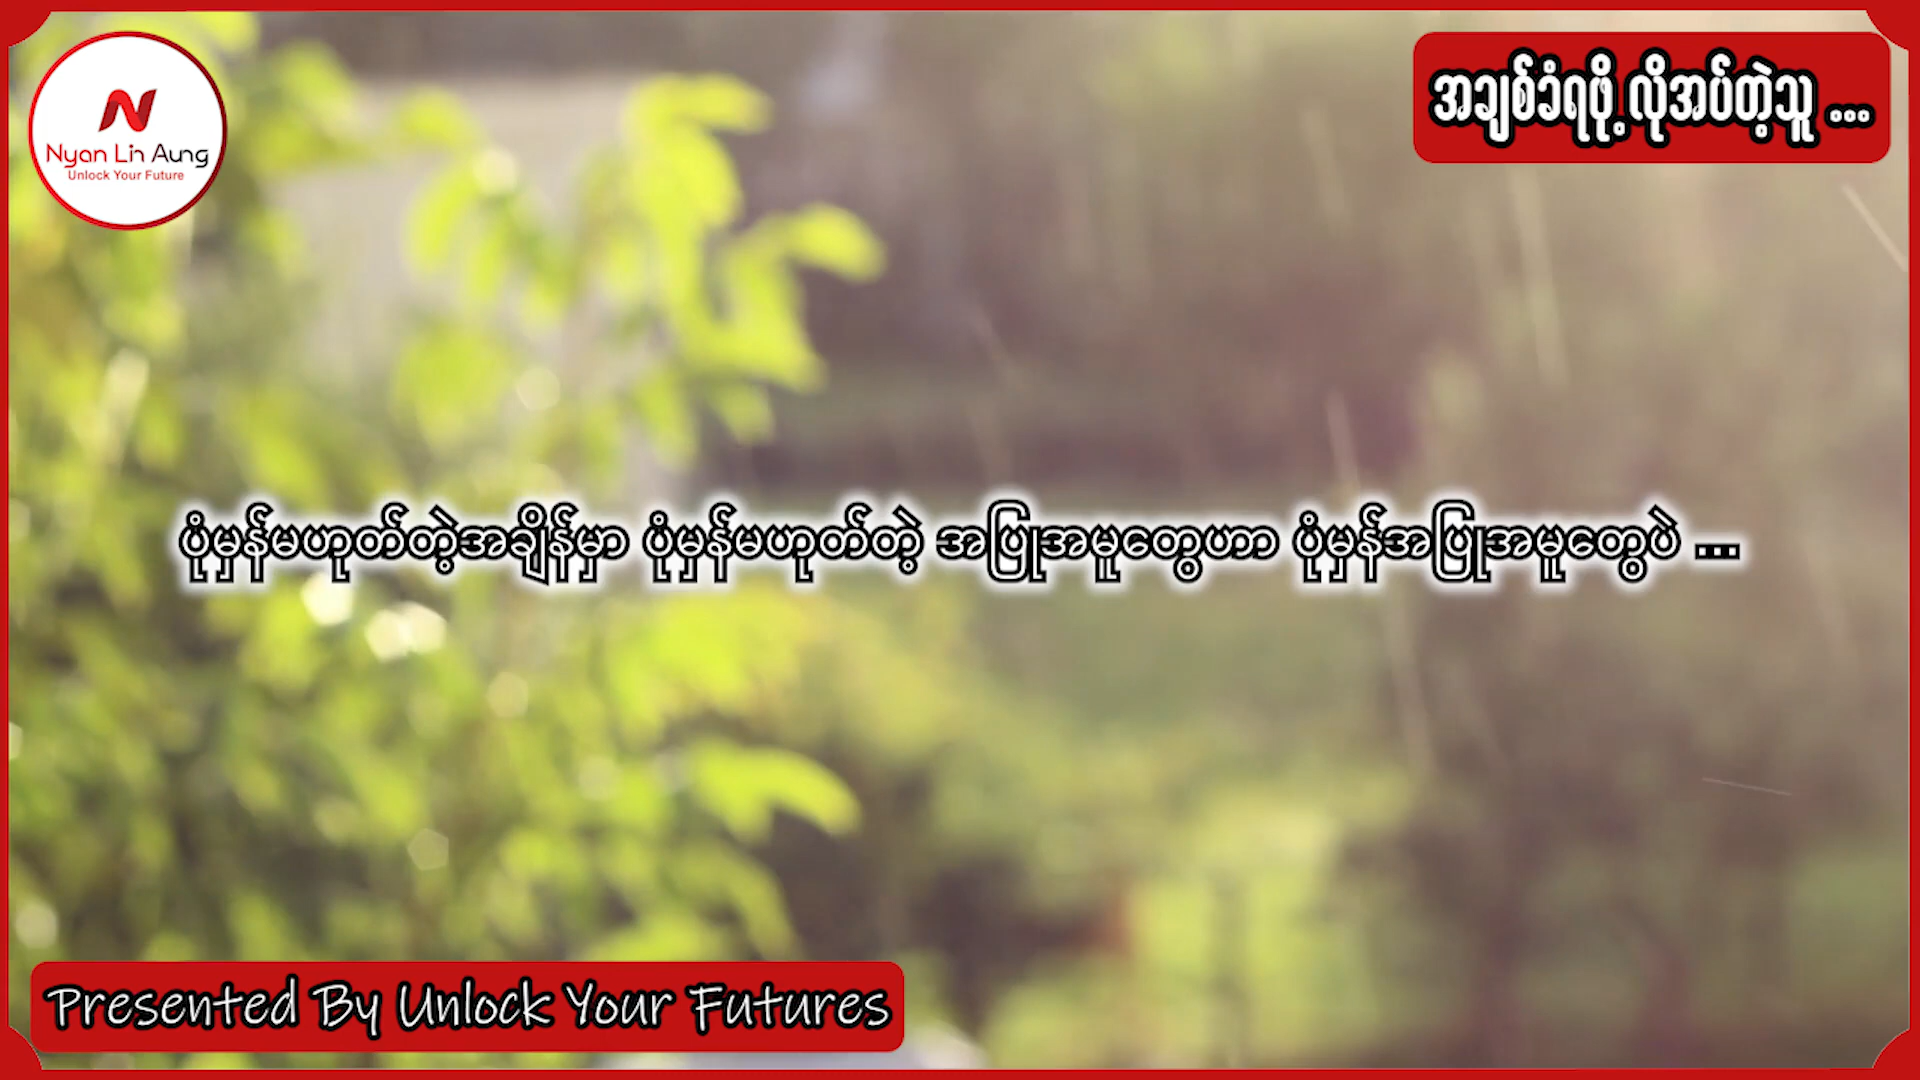 Nyan Lin Aung
Unlock Your Future
အချစ်ခံရဖို့ လိုအပ်တဲ့သူ ...
ပုံမှန်မဟုတ်တဲ့အချိန်မှာ ပုံမှန်မဟုတ်တဲ့ အပြုအမူတွေဟာ ပုံမှန်အပြုအမူတွေပဲ ...
Presented By Unlock Your Futures